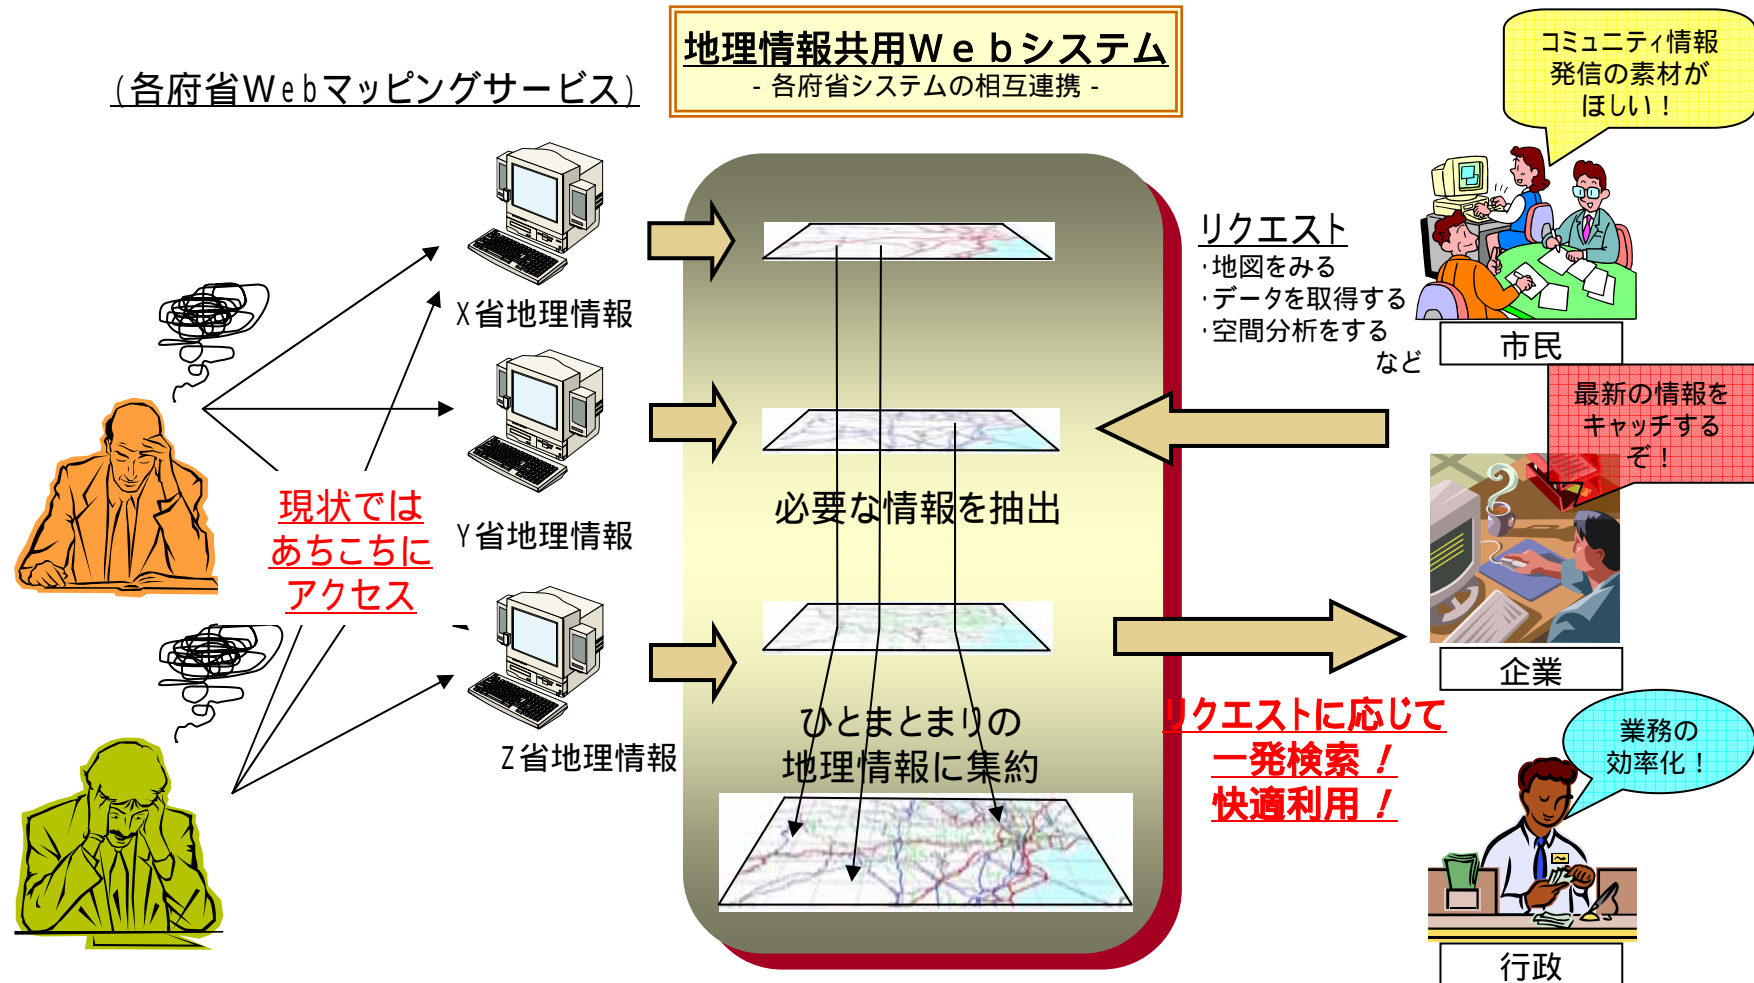 地理情報共用Ｗｅｂシステム
- 各府省システムの相互連携 -
(各府省Ｗｅｂマッピングサービス)
X省地理情報
Y省地理情報
Z省地理情報
現状では
あちこちに
アクセス
必要な情報を抽出
ひとまとまりの
地理情報に集約
リクエスト
・地図をみる
・データを取得する
・空間分析をする
など
リクエストに応じて
一発検索！
快適利用！
コミュニティ情報
発信の素材が
ほしい！
市民
最新の情報を
キャッチする
ぞ！
企業
業務の
効率化！
行政